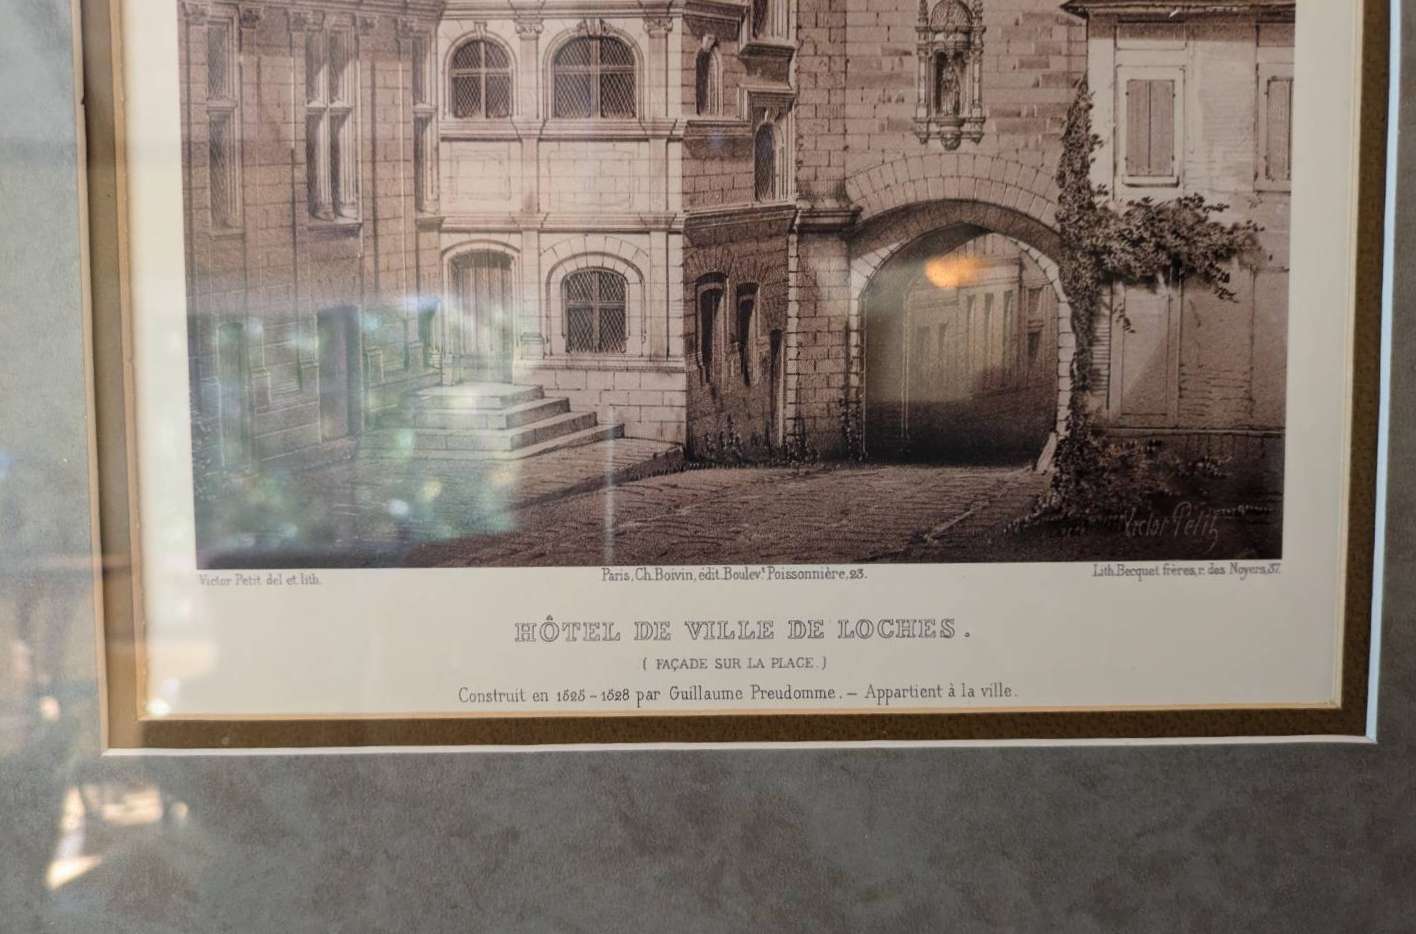 Victor Petit
Victor Petit del et lith.
Paris, Ch. Boivin, édit. Boulevt. Poissonnière, 23.
Lith. Becquet frères, r. des Noyers, 37.
HÔTEL DE VILLE DE LOCHES.
( FAÇADE SUR LA PLACE. )
Construit en 1525 - 1528 par Guillaume Preudomme. — Appartient à la ville.